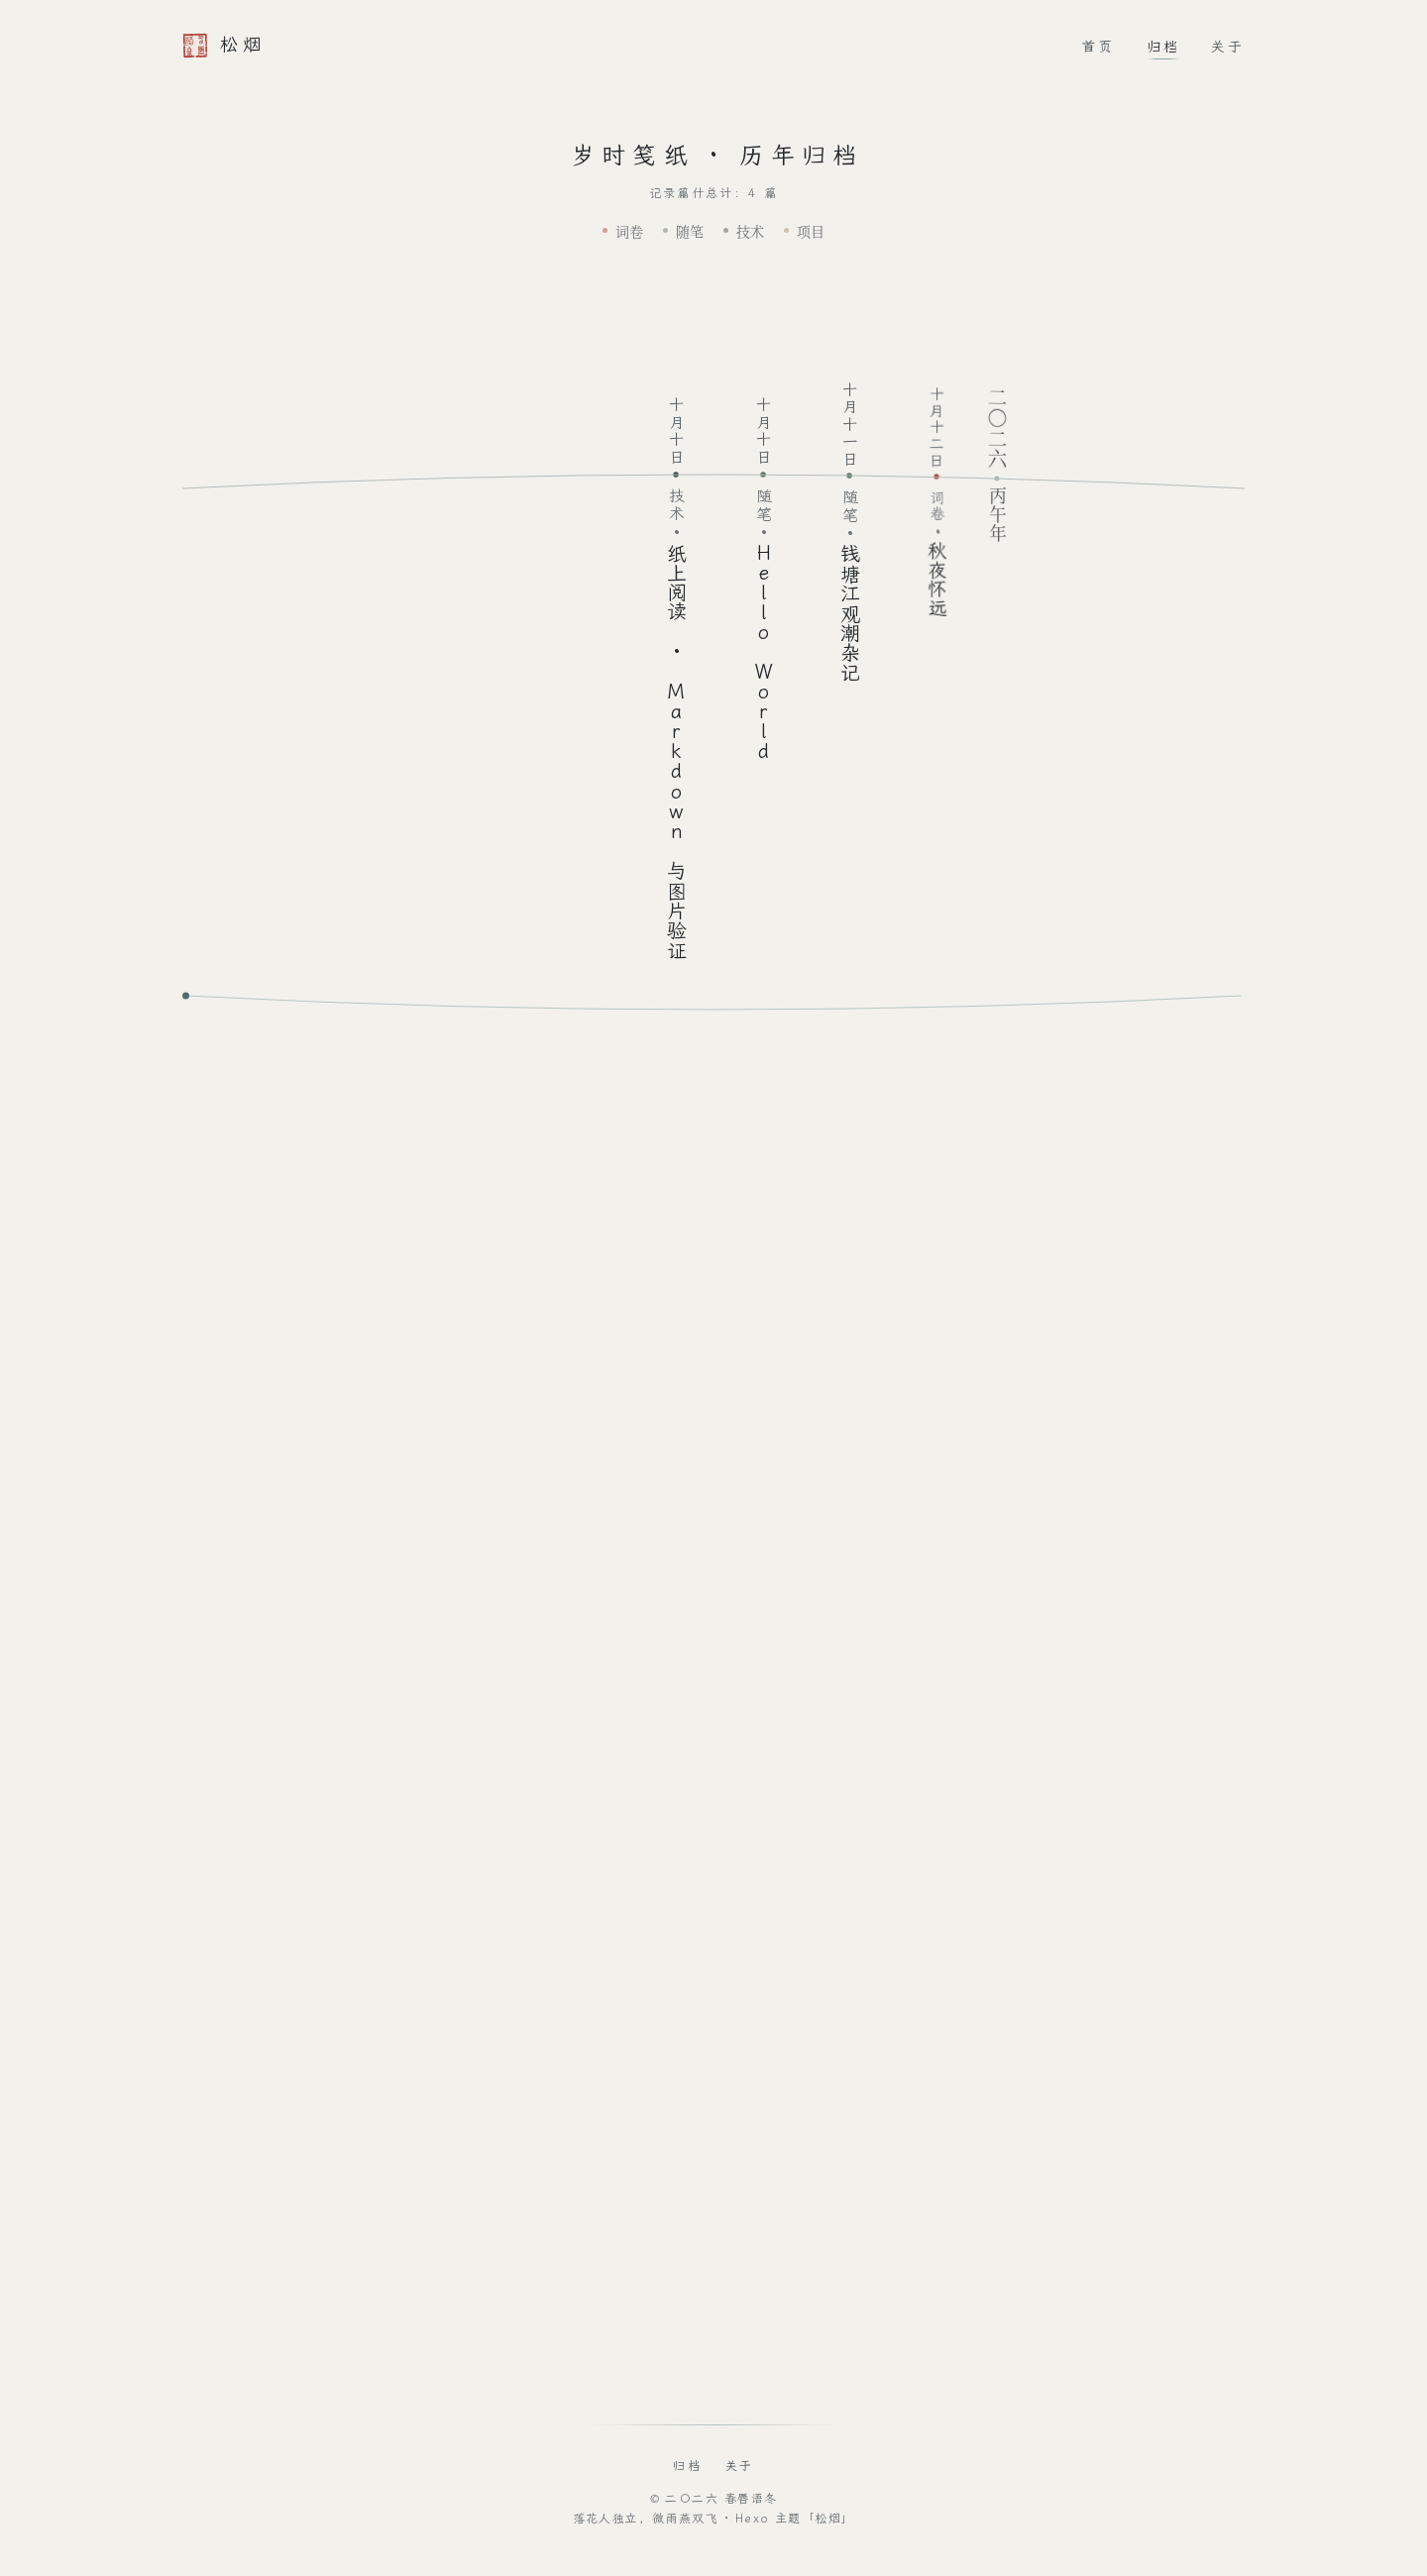 松烟
首页 归档 关于
岁时笺纸 · 历年归档
记录篇什总计：4 篇
词卷 随笔 技术 项目
二〇二六 丙午年
十月十二日 词卷·秋夜怀远
十月十一日 随笔·钱塘江观潮杂记
十月十日 随笔·Hello World
十月十日 技术·纸上阅读 · Markdown 与图片验证
归档 关于
© 二〇二六 春唇语冬
落花人独立，微雨燕双飞 · Hexo 主题「松烟」